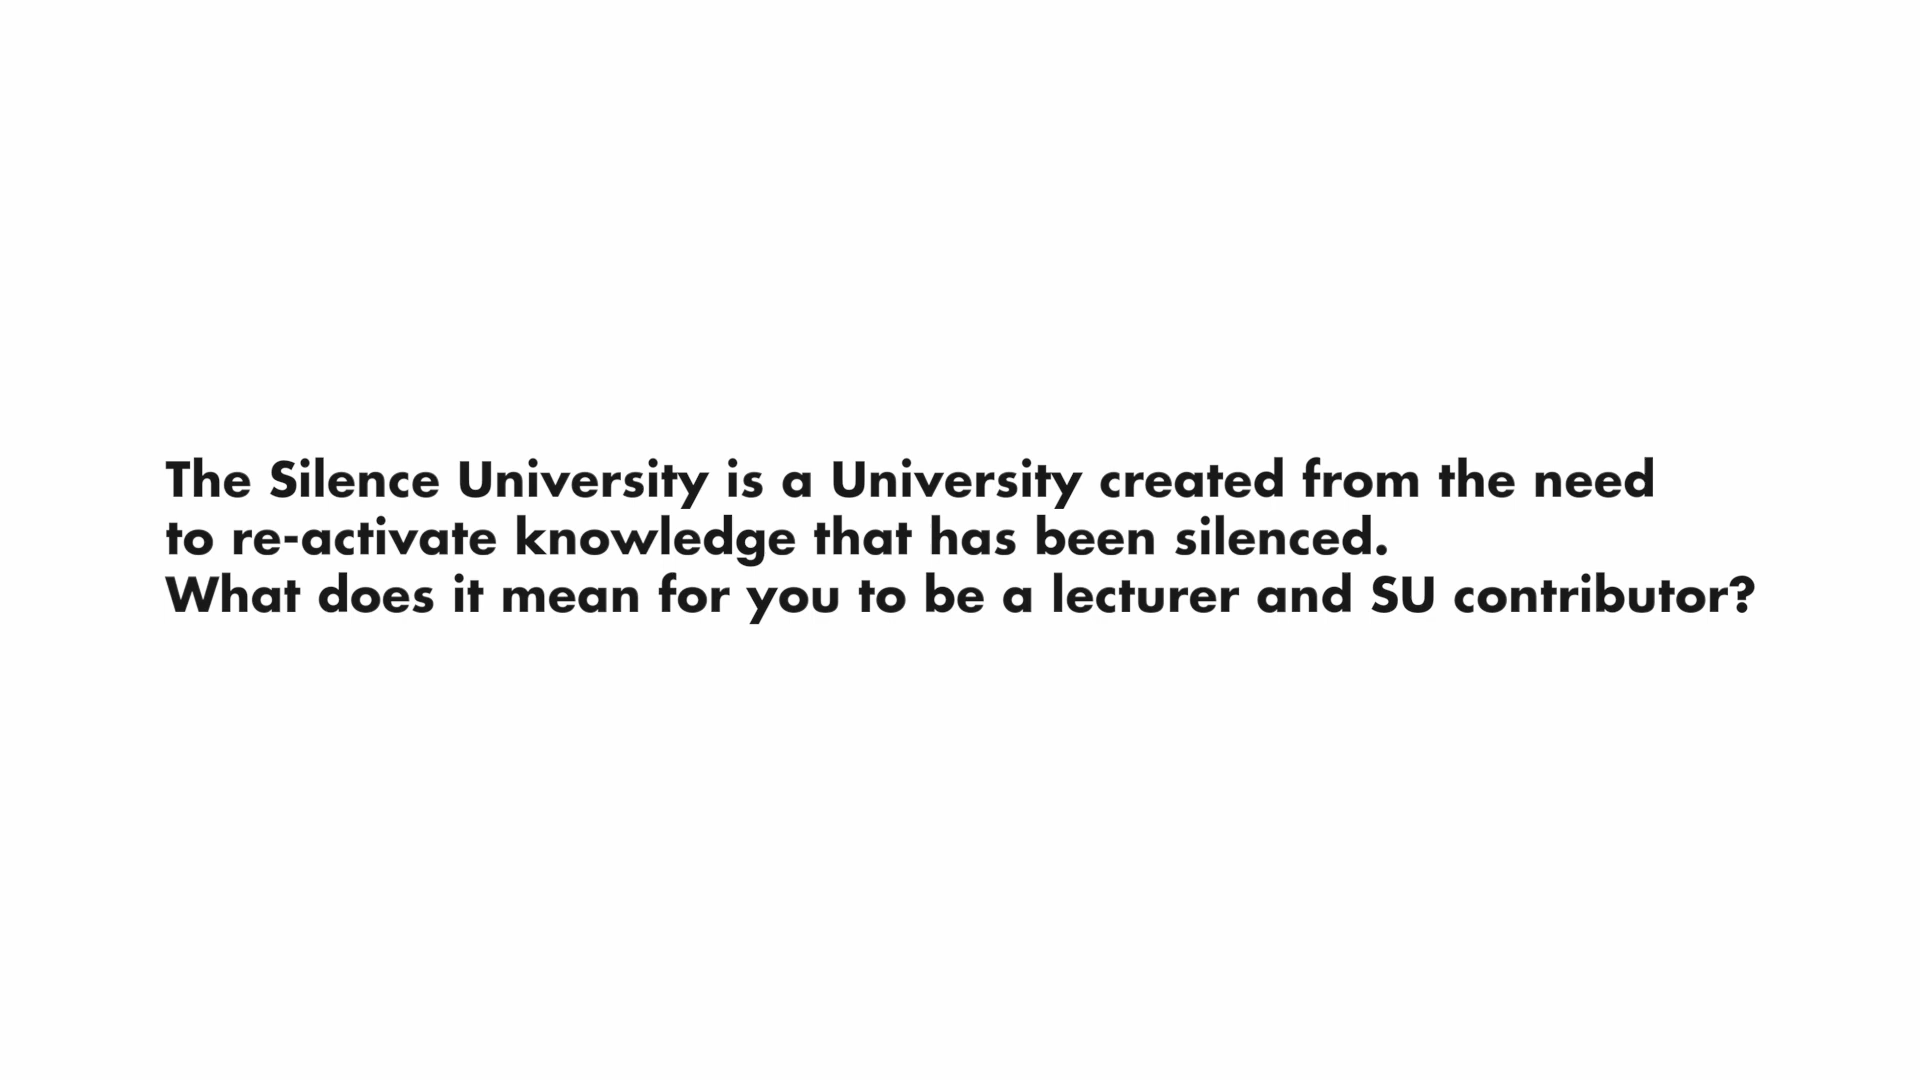 The Silence University is a University created from the need
to re-activate knowledge that has been silenced.
What does it mean for you to be a lecturer and SU contributor?